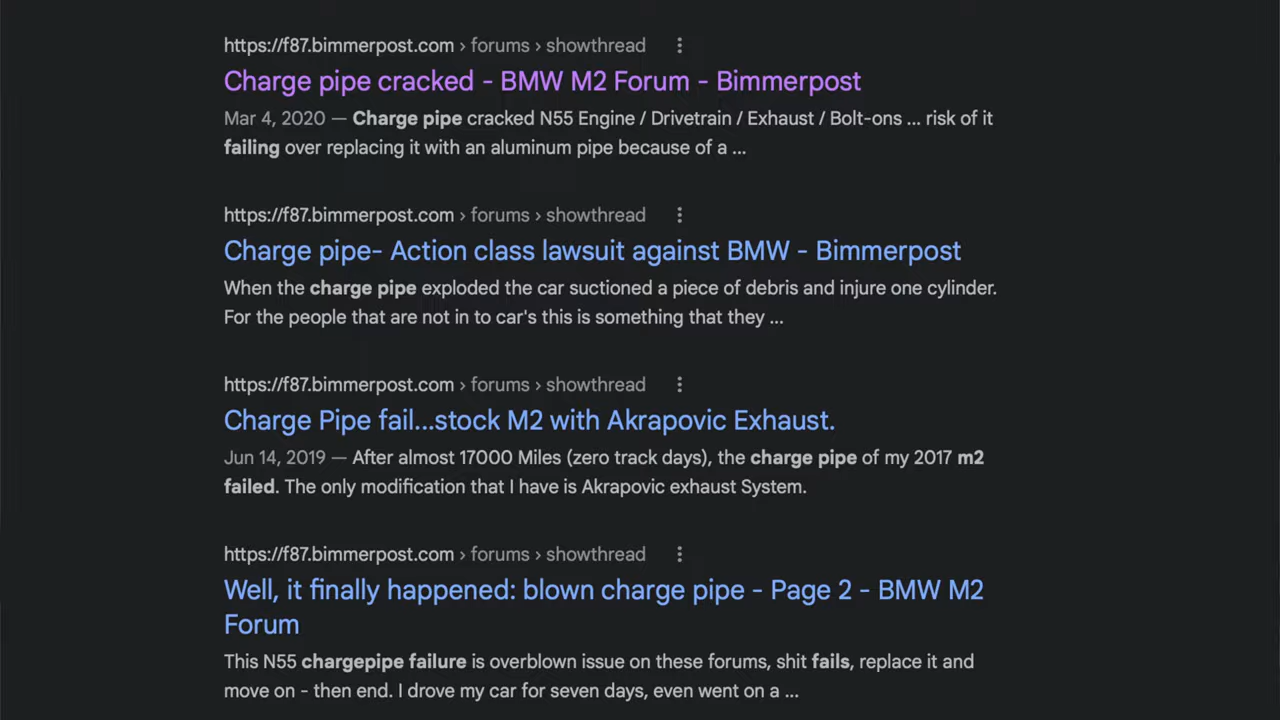 https://f87.bimmerpost.com › forums › showthread
Charge pipe cracked - BMW M2 Forum - Bimmerpost
Mar 4, 2020 — Charge pipe cracked N55 Engine / Drivetrain / Exhaust / Bolt-ons ... risk of it
failing over replacing it with an aluminum pipe because of a ...
https://f87.bimmerpost.com › forums › showthread
Charge pipe- Action class lawsuit against BMW - Bimmerpost
When the charge pipe exploded the car suctioned a piece of debris and injure one cylinder.
For the people that are not in to car's this is something that they ...
https://f87.bimmerpost.com › forums › showthread
Charge Pipe fail...stock M2 with Akrapovic Exhaust.
Jun 14, 2019 — After almost 17000 Miles (zero track days), the charge pipe of my 2017 m2
failed. The only modification that I have is Akrapovic exhaust System.
https://f87.bimmerpost.com › forums › showthread
Well, it finally happened: blown charge pipe - Page 2 - BMW M2
Forum
This N55 chargepipe failure is overblown issue on these forums, shit fails, replace it and
move on - then end. I drove my car for seven days, even went on a ...